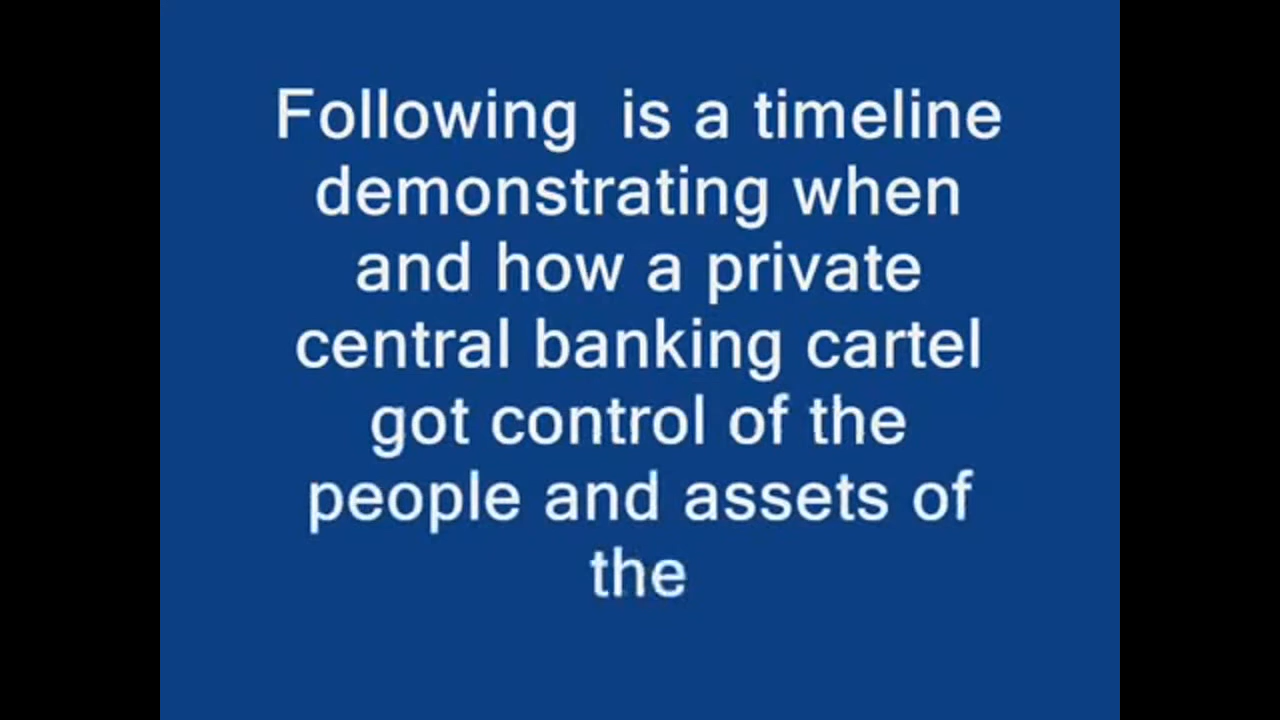 Following  is a timeline
demonstrating when
and how a private
central banking cartel
got control of the
people and assets of
the